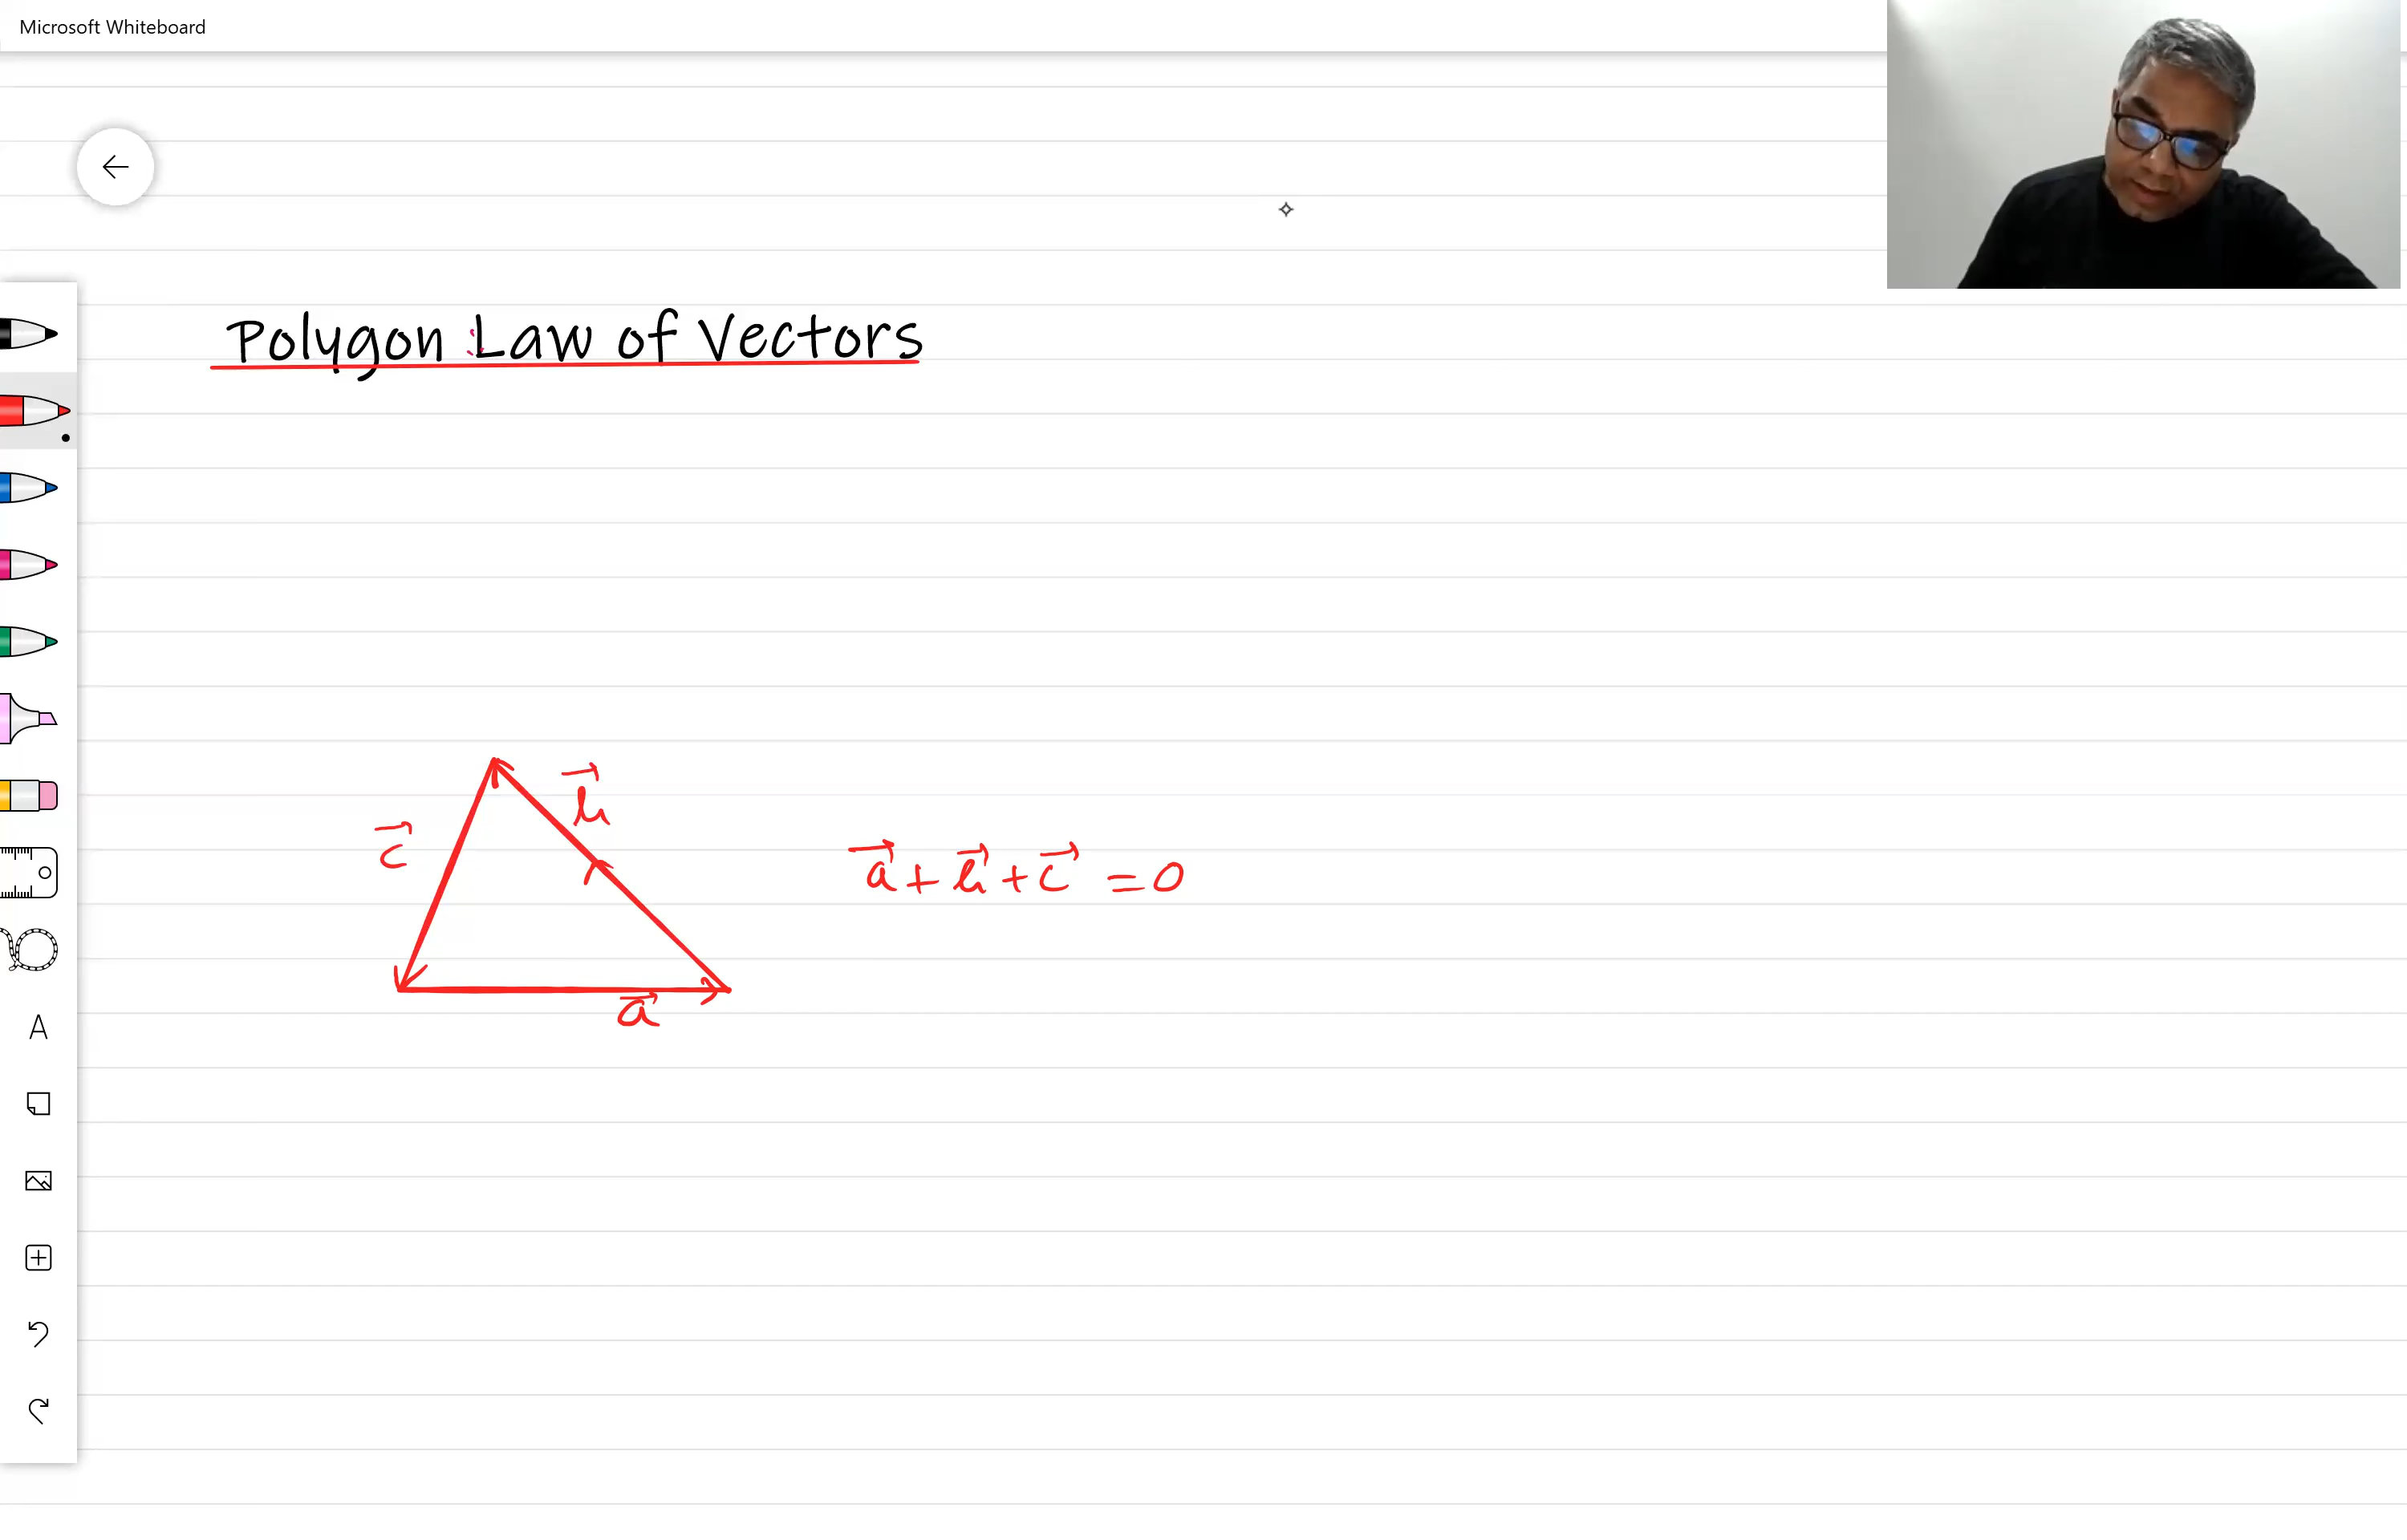 Microsoft Whiteboard
Polygon Law of Vectors
b⃗
c⃗
a⃗ + b⃗ + c⃗ = 0
a⃗
A